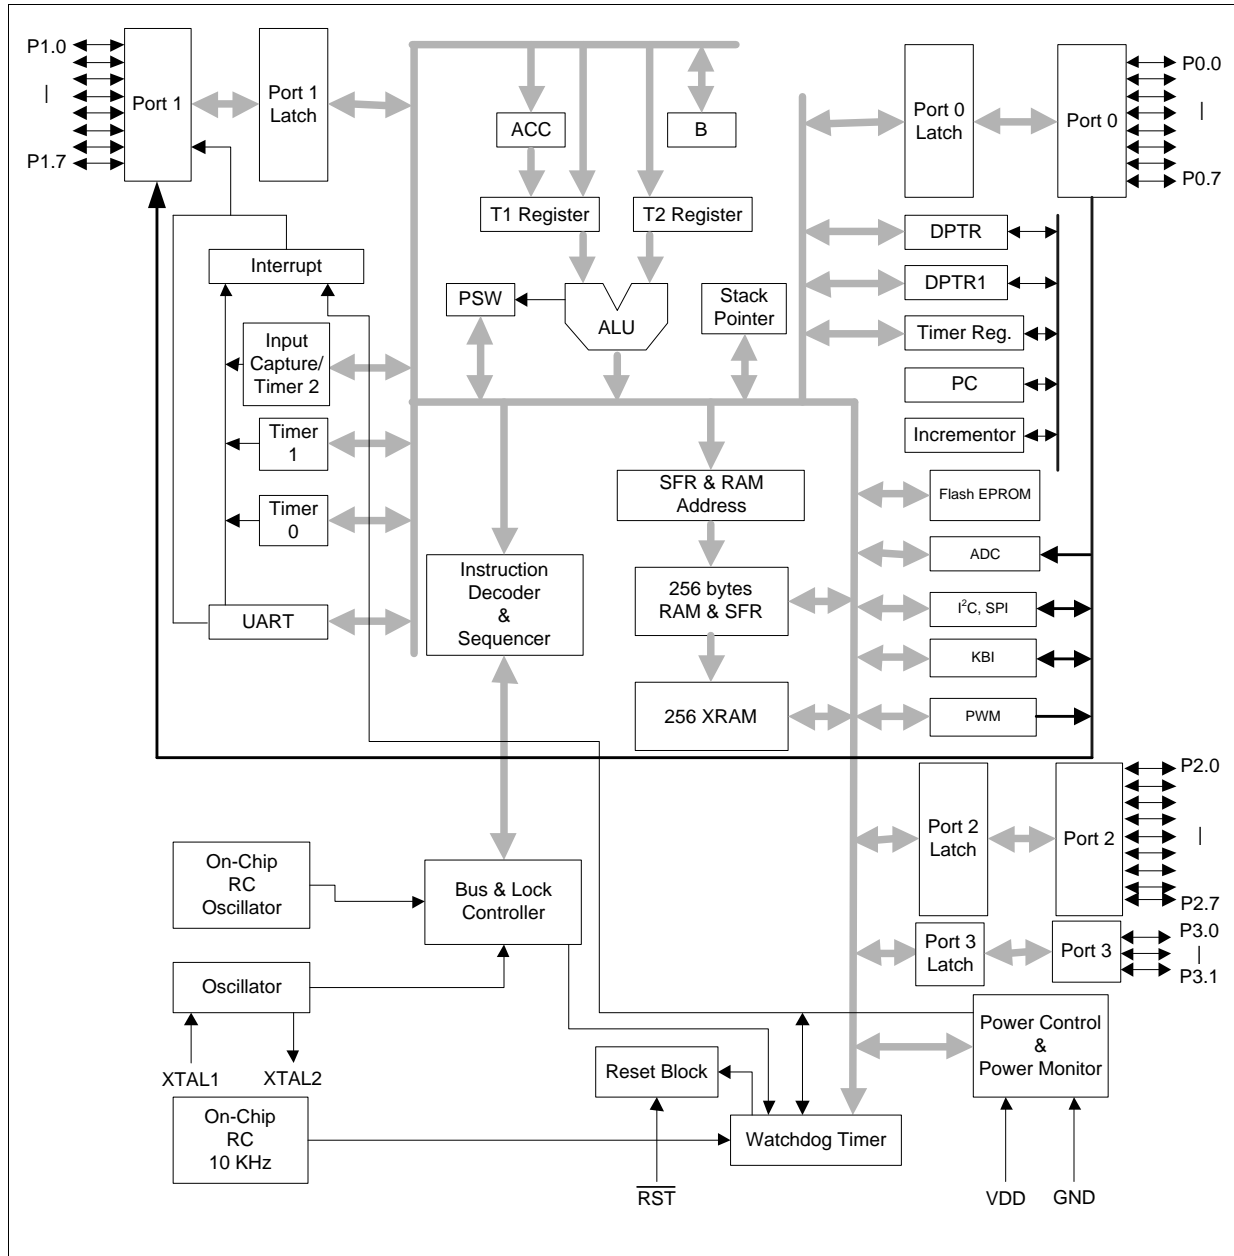 P1.0
|
P1.7
Port 1
Port 1
Latch
ACC
B
Port 0
Latch
Port 0
P0.0
|
P0.7
T1 Register
T2 Register
DPTR
DPTR1
Timer Reg.
PC
Incrementor
Interrupt
PSW
ALU
Stack
Pointer
Input
Capture/
Timer 2
Timer
1
Timer
0
UART
SFR & RAM
Address
Flash EPROM
Instruction
Decoder
&
Sequencer
256 bytes
RAM & SFR
ADC
I²C, SPI
KBI
256 XRAM
PWM
On-Chip
RC
Oscillator
Bus & Lock
Controller
Port 2
Latch
Port 2
P2.0
|
P2.7
Port 3
Latch
Port 3
P3.0
|
P3.1
Oscillator
XTAL1
XTAL2
Power Control
&
Power Monitor
Reset Block
On-Chip
RC
10 KHz
Watchdog Timer
R̅S̅T̅
VDD
GND